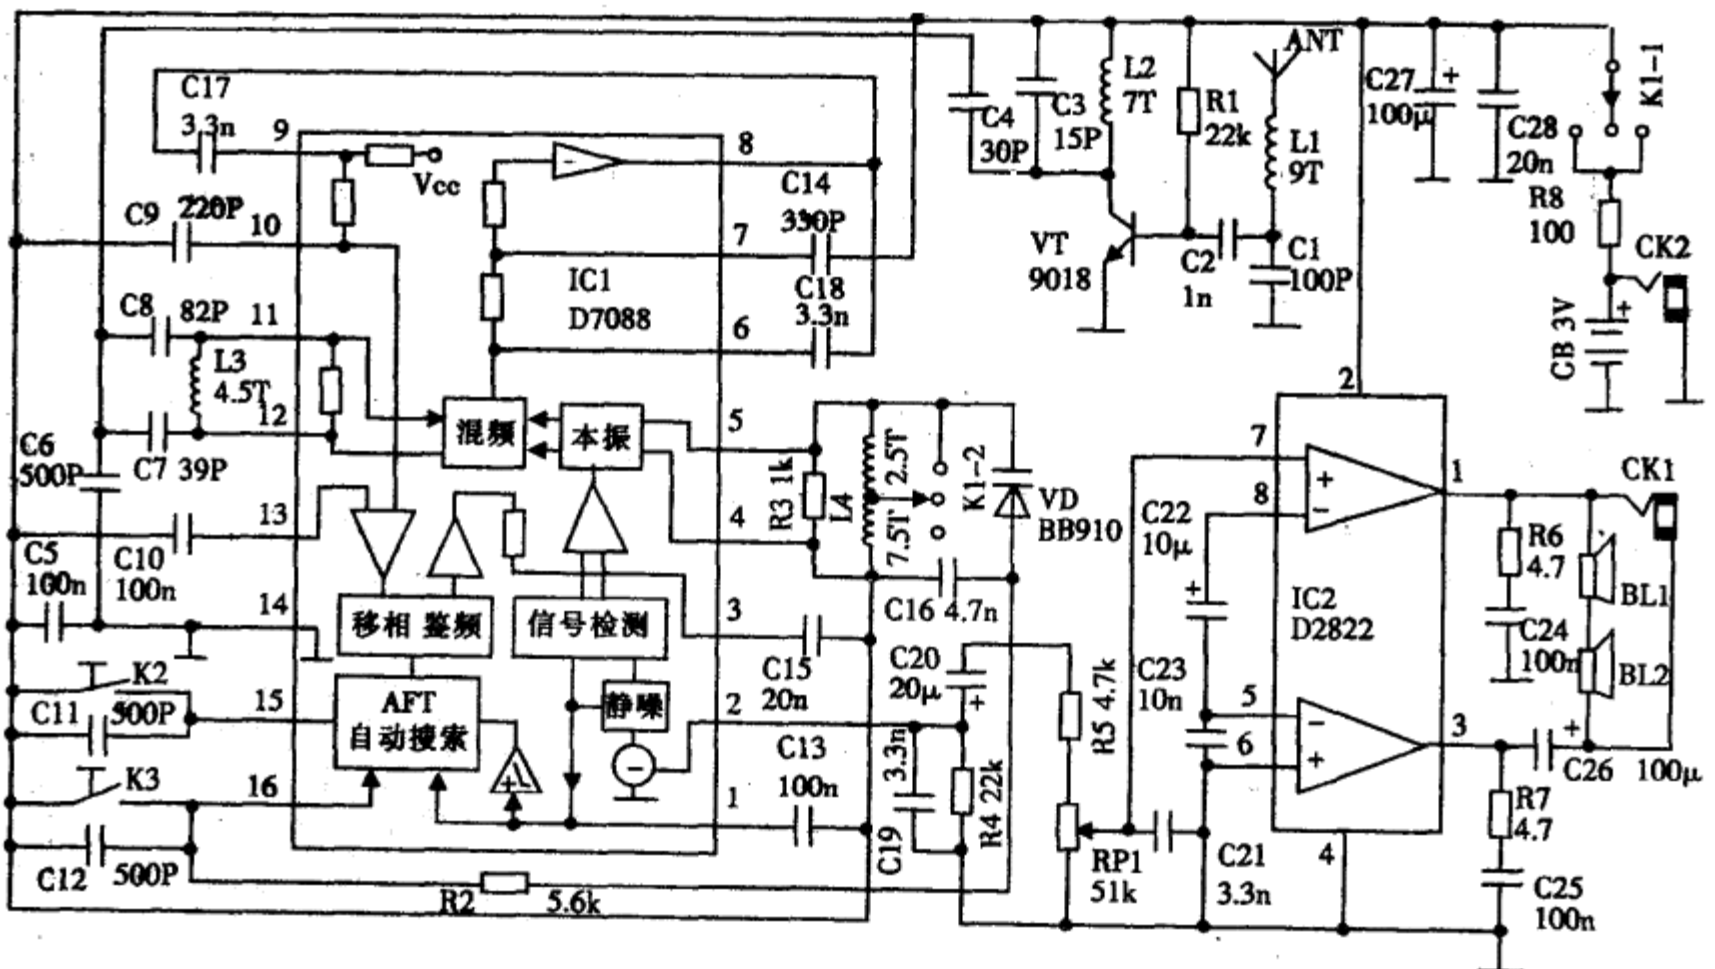 C17
3.3n
9
Vcc
8
C9
220P
10
C14
330P
7
IC1
D7088
C18
3.3n
6
C8
82P
11
L3
4.5T
12
C7 39P
C6
500P
混频
本振
5
4
R3 1k
L4
7.5T 2.5T
K1-2
VD
BB910
C16 4.7n
13
C10
100n
C5
100n
14
移相 鉴频
信号检测
3
C15
20n
K2
C11
500P
15
AFT
自动搜索
静噪
2
C13
100n
K3
16
1
C12
500P
R2
5.6k
C20
20μ
C19
3.3n
R4 22k
R5 4.7k
RP1
51k
C4
30P
C3
15P
L2
7T
R1
22k
ANT
L1
9T
VT
9018
C2
1n
C1
100P
C27
100μ
C28
20n
K1-1
R8
100
CK2
GB 3V
2
7
8
1
C22
10μ
IC2
D2822
C23
10n
5
6
3
4
C21
3.3n
CK1
R6
4.7
C24
100n
BL1
BL2
C26
100μ
R7
4.7
C25
100n